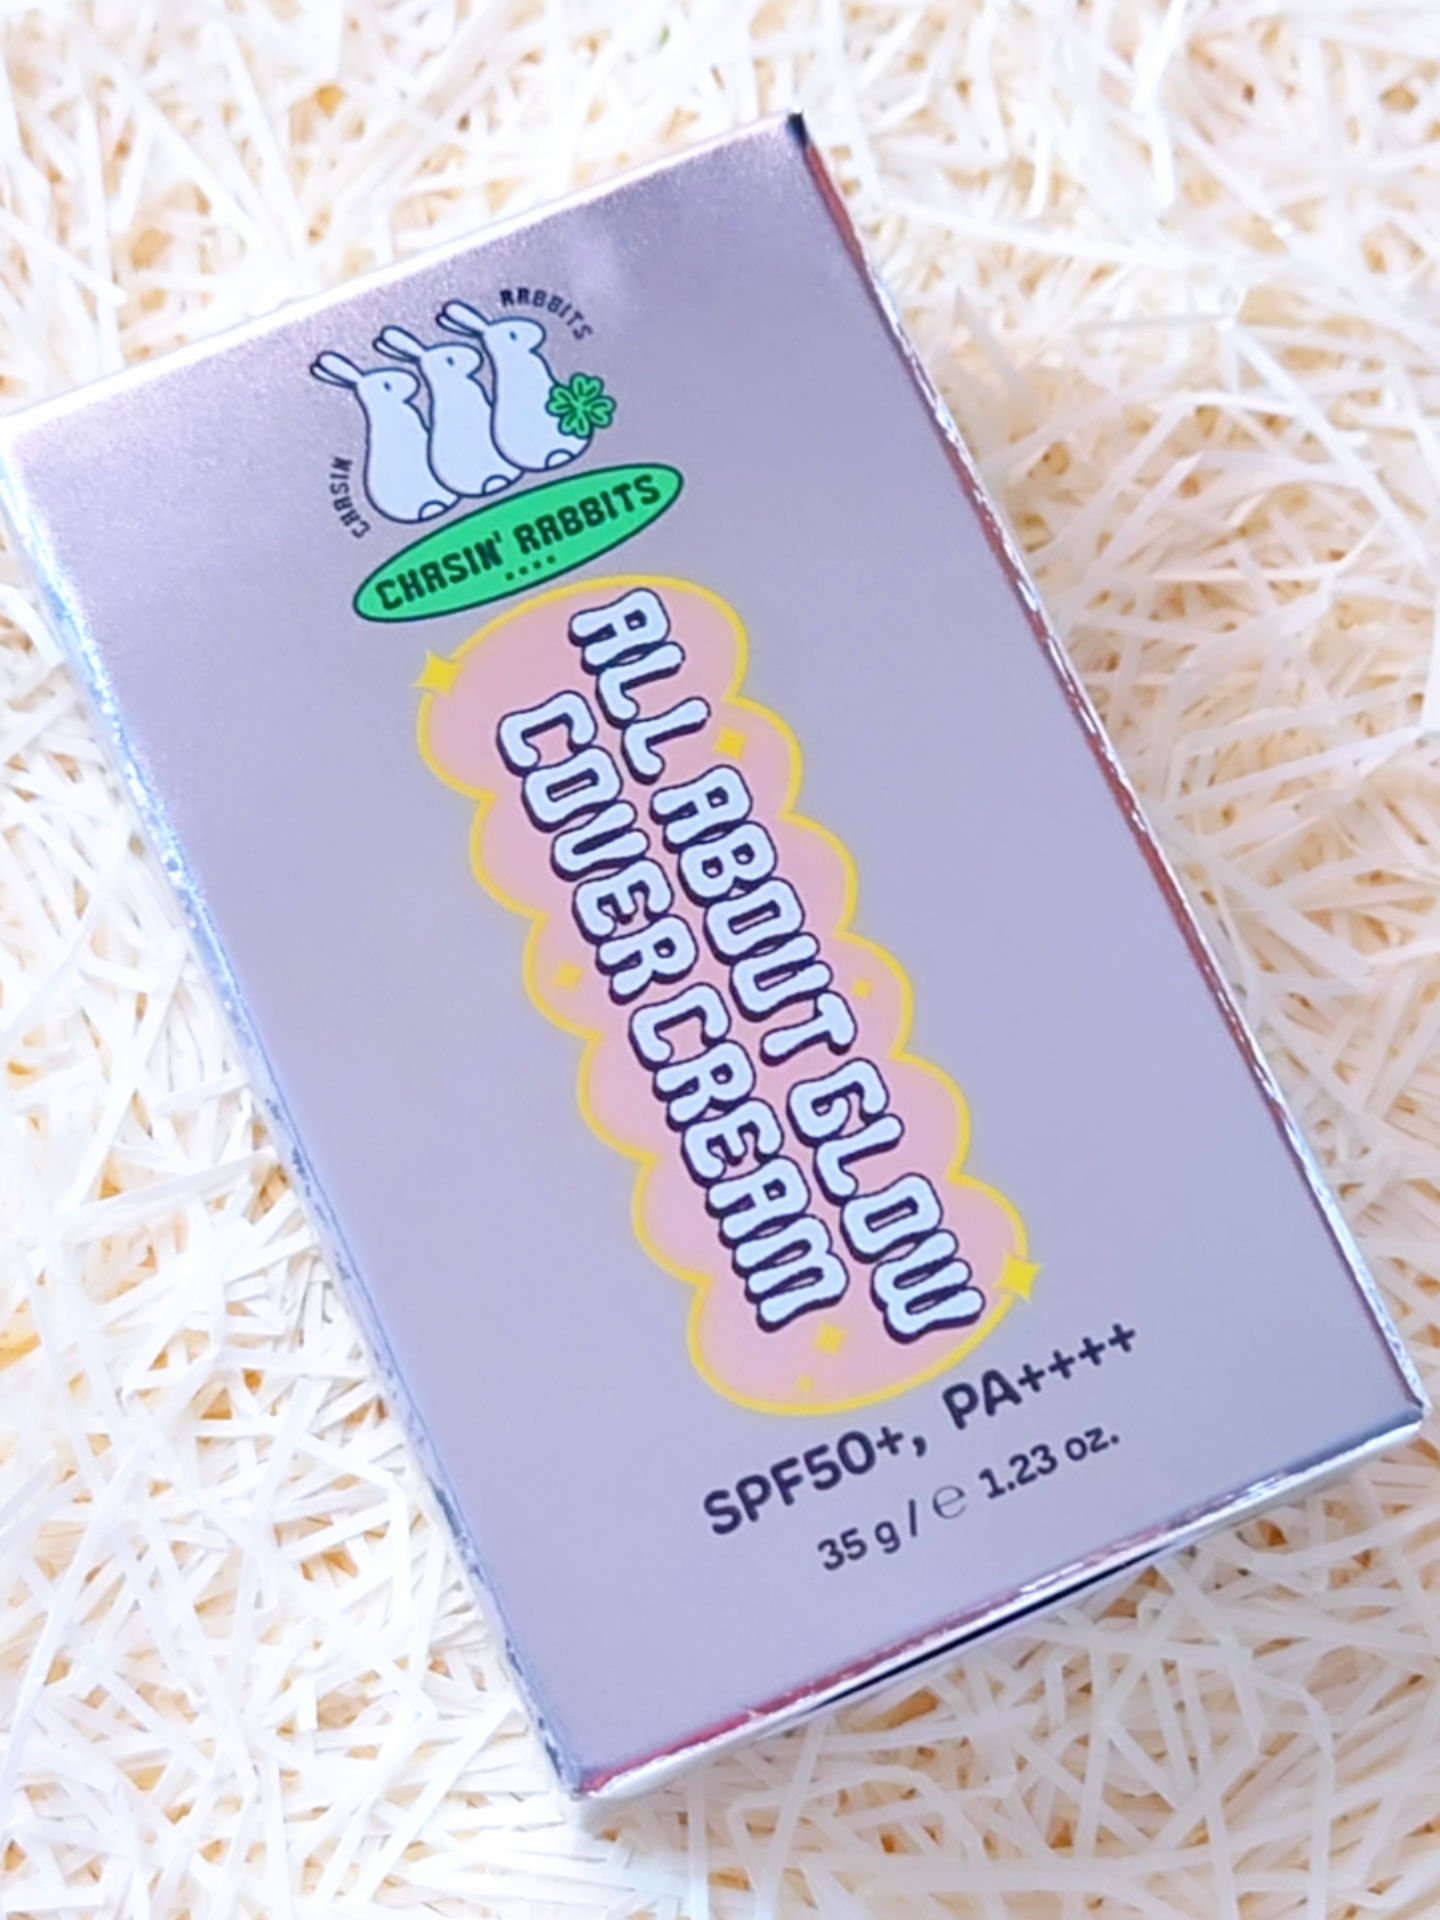 CHASIN RABBITS
CHASIN' RABBITS
ALL ABOUT GLOW
COVER CREAM
SPF50+, PA++++
35 g / ℮ 1.23 oz.